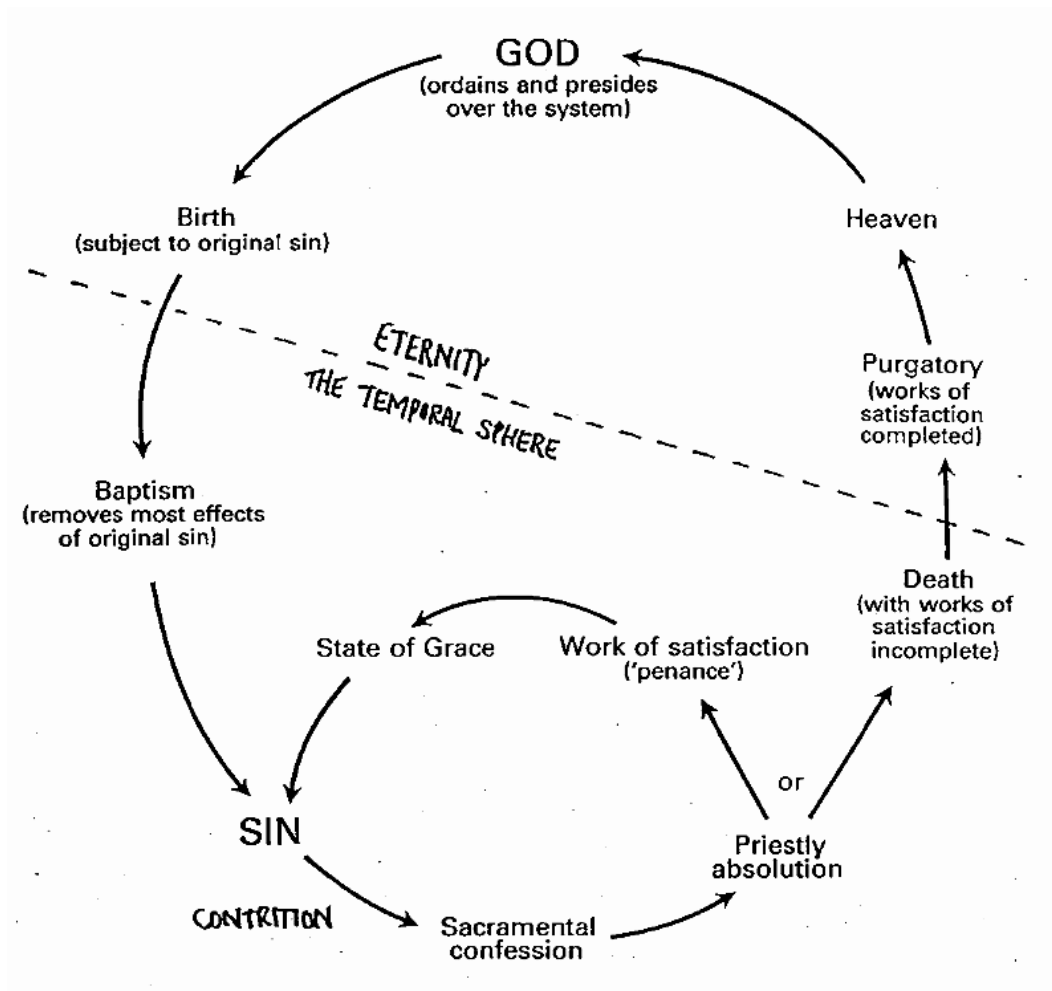 GOD
(ordains and presides
over the system)
Birth
(subject to original sin)
Heaven
ETERNITY
THE TEMPORAL SPHERE
Purgatory
(works of
satisfaction
completed)
Baptism
(removes most effects
of original sin)
Death
(with works of
satisfaction
incomplete)
State of Grace
Work of satisfaction
('penance')
or
SIN
Priestly
absolution
CONTRITION
Sacramental
confession